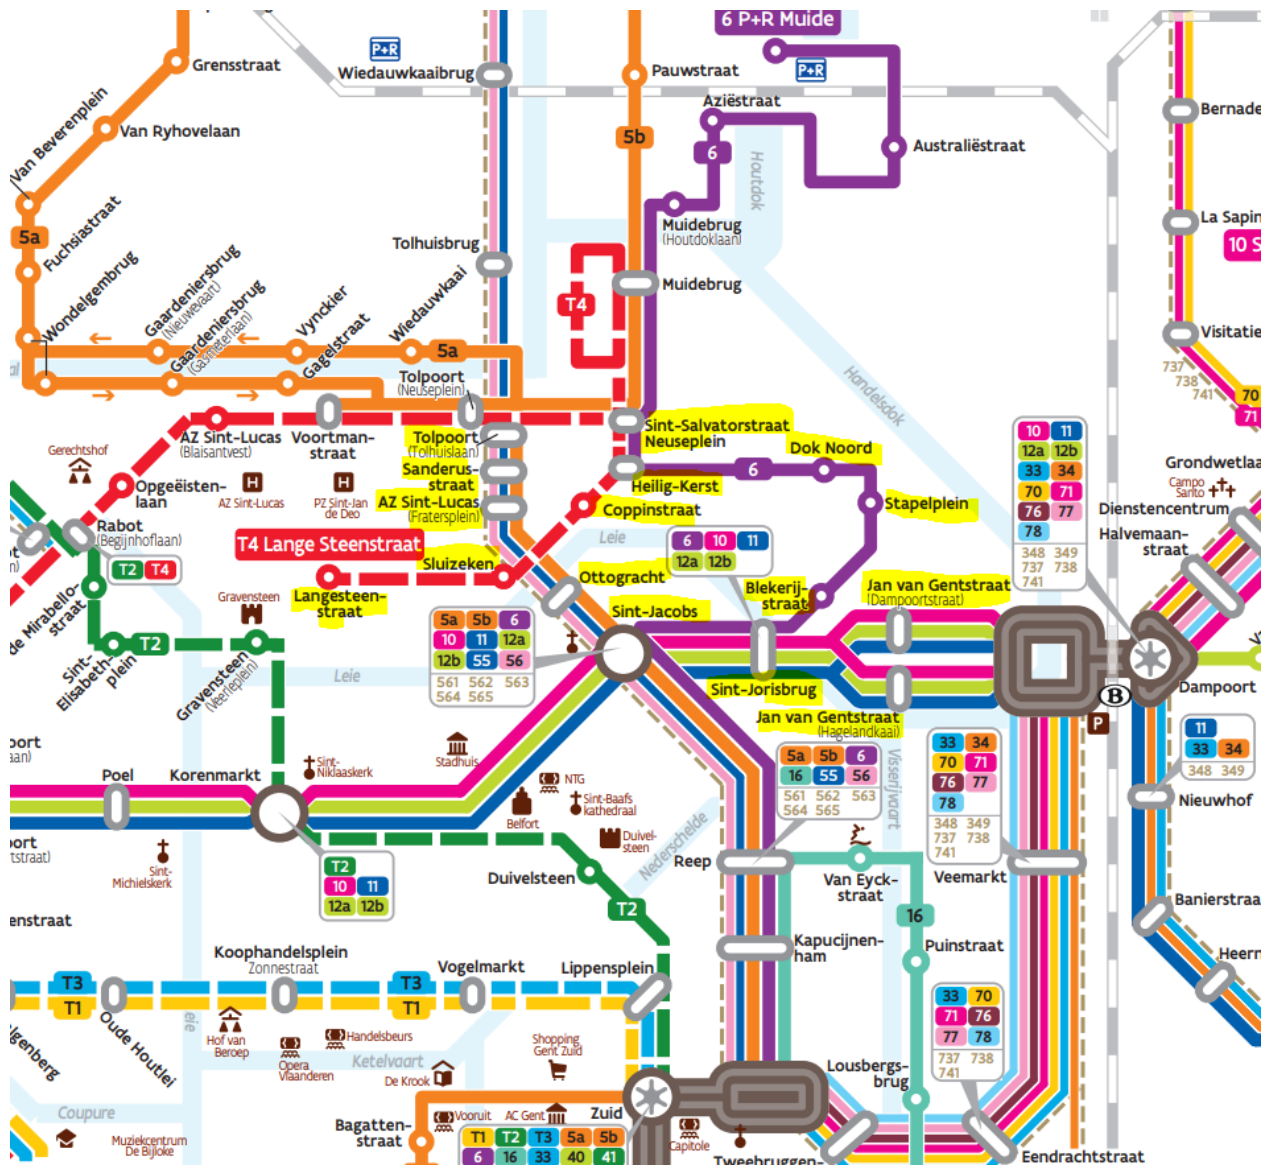 6 P+R Muide
P+R
Grensstraat
Wiedauwkaaibrug
Pauwstraat
P+R
Aziëstraat
Bernade
Van Beverenplein
Van Ryhovelaan
5b
6
Australiëstraat
Houtdok
Fuchsiastraat
5a
Muidebrug
(Houtdoklaan)
La Sapin
10 S
Tolhuisbrug
Wondelgembrug
Gaardeniersbrug
(Nieuwevaart)
Gaardeniersbrug
(Gasmeterlaan)
Vynckier
Gagelstraat
Wiedauwkaai
5a
T4
Muidebrug
Visitatie
737
738
741
70
71
Handelsdok
Tolpoort
(Neuseplein)
AZ Sint-Lucas
(Blaisantvest)
Voortman-
straat
Tolpoort
(Tolhuislaan)
Sint-Salvatorstraat
Neuseplein
Dok Noord
Gerechtshof
Opgeëisten-
laan
AZ Sint-Lucas
PZ Sint-Jan
de Deo
Sanderus-
straat
AZ Sint-Lucas
(Fratersplein)
Heilig-Kerst
6
Stapelplein
Coppinstraat
10 11
12a 12b
33 34
70 71
76 77
78
348 349
737 738
741
Grondwetlaa
Campo
Santo
Dienstencentrum
Halvemaan-
straat
Rabot
(Begijnhoflaan)
T2 T4
T4 Lange Steenstraat
Leie
Sluizeken
Ottogracht
6 10 11
12a 12b
Langesteen-
straat
Blekerij-
straat
Jan van Gentstraat
(Dampoortstraat)
de Mirabello-
straat
Gravensteen
Sint-Jacobs
5a 5b 6
10 11 12a
12b 55 56
561 562 563
564 565
T2
Sint-
Elisabeth-
plein
Gravensteen
(Veerleplein)
Leie
Sint-Jorisbrug
Jan van Gentstraat
(Hagelandkaai)
Dampoort
B
P
11
33 34
348 349
Visserijvaart
Stadhuis
Poel
Korenmarkt
Sint-
Niklaaskerk
NTG
Sint-Baafs
kathedraal
Belfort
Duivel-
steen
5a 5b 6
16 55 56
561 562 563
564 565
33 34
70 71
76 77
78
348 349
737 738
741
Nieuwhof
Sint-
Michielskerk
T2
10 11
12a 12b
Duivelsteen
Nederschelde
Reep
Van Eyck-
straat
Veemarkt
T2
16
Banierstraa
enstraat
Koophandelsplein
Zonnestraat
Vogelmarkt
Lippensplein
Kapucijnen-
ham
Puinstraat
Heern
T3
T1
T3
T1
33 70
71 76
77 78
737 738
741
Oude Houtlei
Hof van
Beroep
Opera
Vlaanderen
Handelsbeurs
Ketelvaart
De Krook
Shopping
Gent Zuid
Lousbergs-
brug
Coupure
Muziekcentrum
De Bijloke
Bagatten-
straat
Vooruit
AC Gent
Zuid
T1 T2 T3 5a 5b
6 16 33 40 41
Capitole
Tweebruggen-
Eendrachtstraat